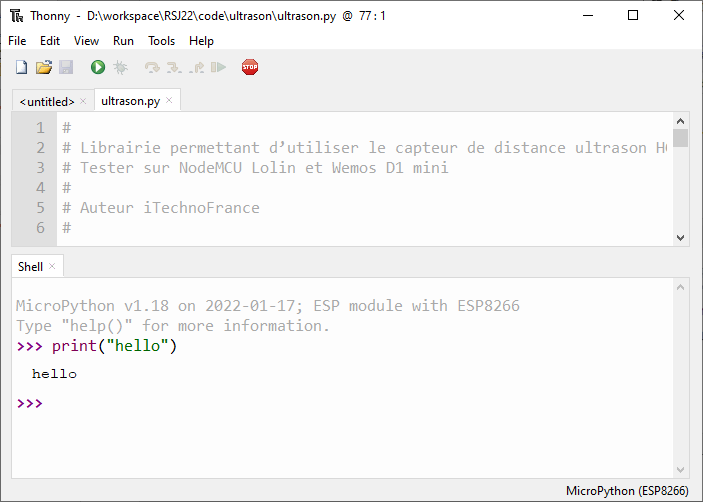 Thonny - D:\workspace\RSJ22\code\ultrason\ultrason.py @ 77:1
File Edit View Run Tools Help
STOP
<untitled> ultrason.py
1 #
2 # Librairie permettant d’utiliser le capteur de distance ultrason
3 # Tester sur NodeMCU Lolin et Wemos D1 mini
4 #
5 # Auteur iTechnoFrance
6 #
Shell
MicroPython v1.18 on 2022-01-17; ESP module with ESP8266
Type "help()" for more information.
>>> print("hello")
hello
>>>
MicroPython (ESP8266)